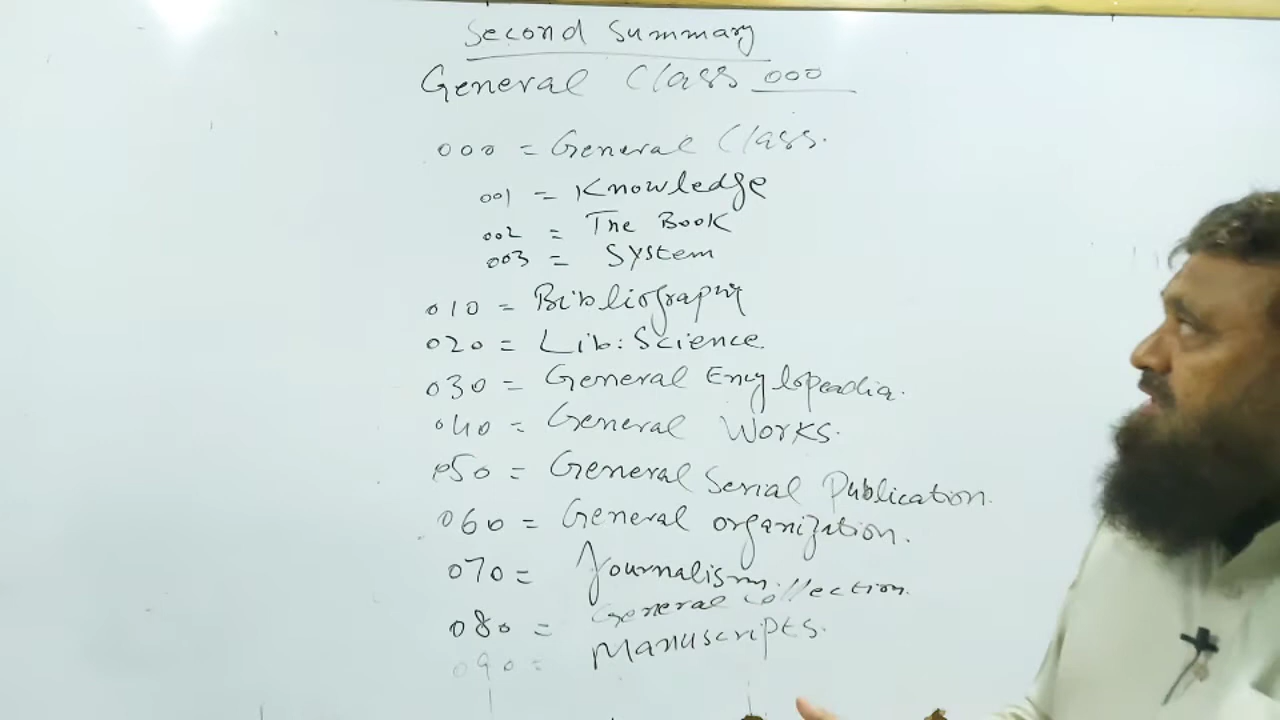 Second Summary
General Class 000
000 = General Class.
001 = Knowledge
002 = The Book
003 = System
010 = Bibliography
020 = Lib: Science.
030 = General Encylopeadia.
040 = General Works.
050 = General Serial Publication.
060 = General organization.
070 = Journalism.
080 = General Collection.
090 = Manuscripts.